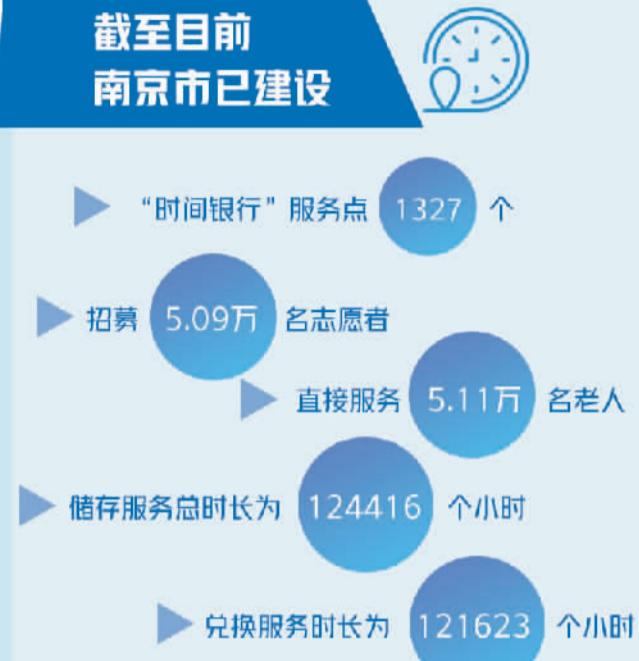 截至目前
南京市已建设
“时间银行”服务点 1327 个
招募 5.09万 名志愿者
直接服务 5.11万 名老人
储存服务总时长为 124416 个小时
兑换服务时长为 121623 个小时